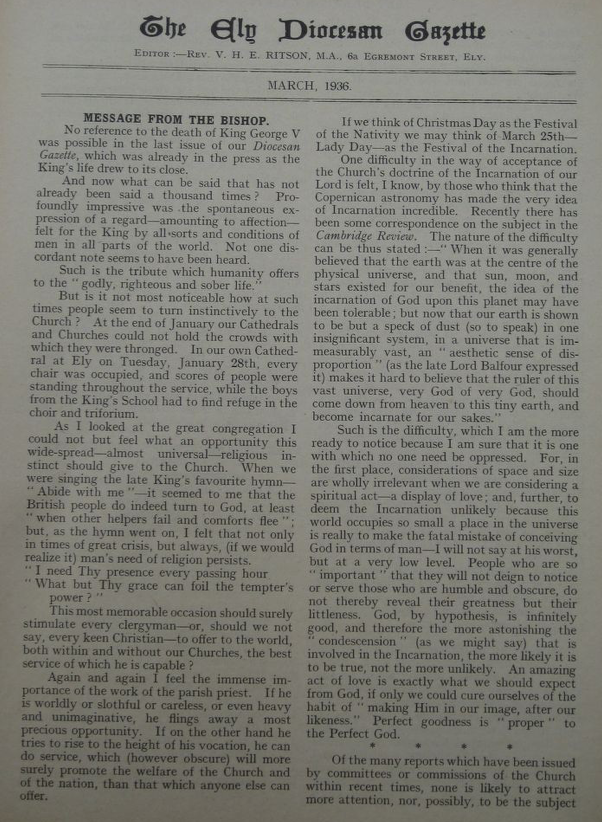 The Ely Diocesan Gazette
EDITOR :—REV. V. H. E. RITSON, M.A., 6a EGREMONT STREET, ELY.
MARCH, 1936.
MESSAGE FROM THE BISHOP.
No reference to the death of King George V
was possible in the last issue of our Diocesan
Gazette, which was already in the press as the
King's life drew to its close.
And now what can be said that has not
already been said a thousand times ? Pro-
foundly impressive was the spontaneous ex-
pression of a regard—amounting to affection—
felt for the King by all sorts and conditions of
men in all parts of the world. Not one dis-
cordant note seems to have been heard.
Such is the tribute which humanity offers
to the " godly, righteous and sober life."
But is it not most noticeable how at such
times people seem to turn instinctively to the
Church ? At the end of January our Cathedrals
and Churches could not hold the crowds with
which they were thronged. In our own Cathed-
ral at Ely on Tuesday, January 28th, every
chair was occupied, and scores of people were
standing throughout the service, while the boys
from the King's School had to find refuge in the
choir and triforium.
As I looked at the great congregation I
could not but feel what an opportunity this
wide-spread—almost universal—religious in-
stinct should give to the Church. When we
were singing the late King's favourite hymn—
" Abide with me "—it seemed to me that the
British people do indeed turn to God, at least
" when other helpers fail and comforts flee " ;
but, as the hymn went on, I felt that not only
in times of great crisis, but always, (if we would
realize it) man's need of religion persists.
" I need Thy presence every passing hour
" What but Thy grace can foil the tempter's
power ? "
This most memorable occasion should surely
stimulate every clergyman—or, should we not
say, every keen Christian—to offer to the world,
both within and without our Churches, the best
service of which he is capable ?
Again and again I feel the immense im-
portance of the work of the parish priest. If he
is worldly or slothful or careless, or even heavy
and unimaginative, he flings away a most
precious opportunity. If on the other hand he
tries to rise to the height of his vocation, he can
do service, which (however obscure) will more
surely promote the welfare of the Church and
of the nation, than that which anyone else can
offer.
If we think of Christmas Day as the Festival
of the Nativity we may think of March 25th—
Lady Day—as the Festival of the Incarnation.
One difficulty in the way of acceptance of
the Church's doctrine of the Incarnation of our
Lord is felt, I know, by those who think that the
Copernican astronomy has made the very idea
of Incarnation incredible. Recently there has
been some correspondence on the subject in the
Cambridge Review. The nature of the difficulty
can be thus stated :—" When it was generally
believed that the earth was at the centre of the
physical universe, and that sun, moon, and
stars existed for our benefit, the idea of the
incarnation of God upon this planet may have
been tolerable ; but now that our earth is shown
to be but a speck of dust (so to speak) in one
insignificant system, in a universe that is im-
measurably vast, an " aesthetic sense of dis-
proportion " (as the late Lord Balfour expressed
it) makes it hard to believe that the ruler of this
vast universe, very God of very God, should
come down from heaven to this tiny earth, and
become incarnate for our sakes."
Such is the difficulty, which I am the more
ready to notice because I am sure that it is one
with which no one need be oppressed. For, in
the first place, considerations of space and size
are wholly irrelevant when we are considering a
spiritual act—a display of love ; and, further, to
deem the Incarnation unlikely because this
world occupies so small a place in the universe
is really to make the fatal mistake of conceiving
God in terms of man—I will not say at his worst,
but at a very low level. People who are so
" important " that they will not deign to notice
or serve those who are humble and obscure, do
not thereby reveal their greatness but their
littleness. God, by hypothesis, is infinitely
good, and therefore the more astonishing the
" condescension " (as we might say) that is
involved in the Incarnation, the more likely it is
to be true, not the more unlikely. An amazing
act of love is exactly what we should expect
from God, if only we could cure ourselves of the
habit of " making Him in our image, after our
likeness." Perfect goodness is " proper " to
the Perfect God.
* * * *
Of the many reports which have been issued
by committees or commissions of the Church
within recent times, none is likely to attract
more attention, nor, possibly, to be the subject